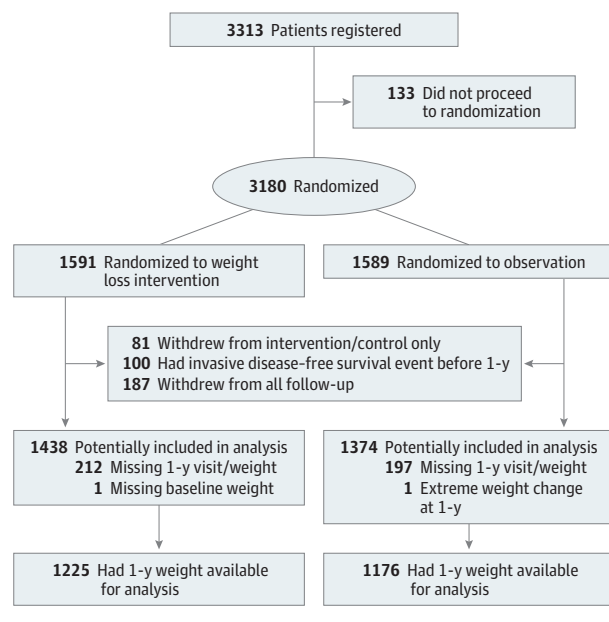 3313 Patients registered
133 Did not proceed
to randomization
3180 Randomized
1591 Randomized to weight
loss intervention
1589 Randomized to observation
81 Withdrew from intervention/control only
100 Had invasive disease-free survival event before 1-y
187 Withdrew from all follow-up
1438 Potentially included in analysis
212 Missing 1-y visit/weight
1 Missing baseline weight
1374 Potentially included in analysis
197 Missing 1-y visit/weight
1 Extreme weight change
at 1-y
1225 Had 1-y weight available
for analysis
1176 Had 1-y weight available
for analysis